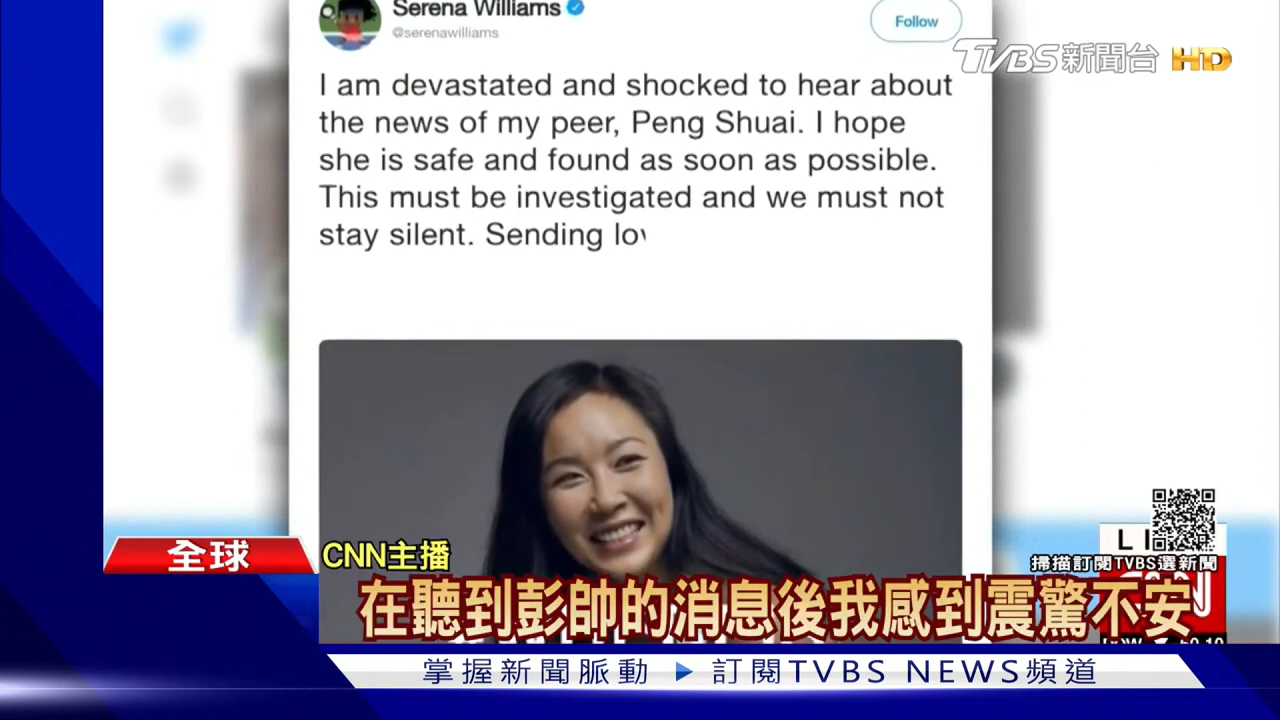 Serena Williams
@serenawilliams
Follow
TVBS新聞台 HD
I am devastated and shocked to hear about
the news of my peer, Peng Shuai. I hope
she is safe and found as soon as possible.
This must be investigated and we must not
stay silent. Sending lov
全球
CNN主播
掃描訂閱TVBS選新聞
在聽到彭帥的消息後我感到震驚不安
掌握新聞脈動 訂閱TVBS NEWS頻道